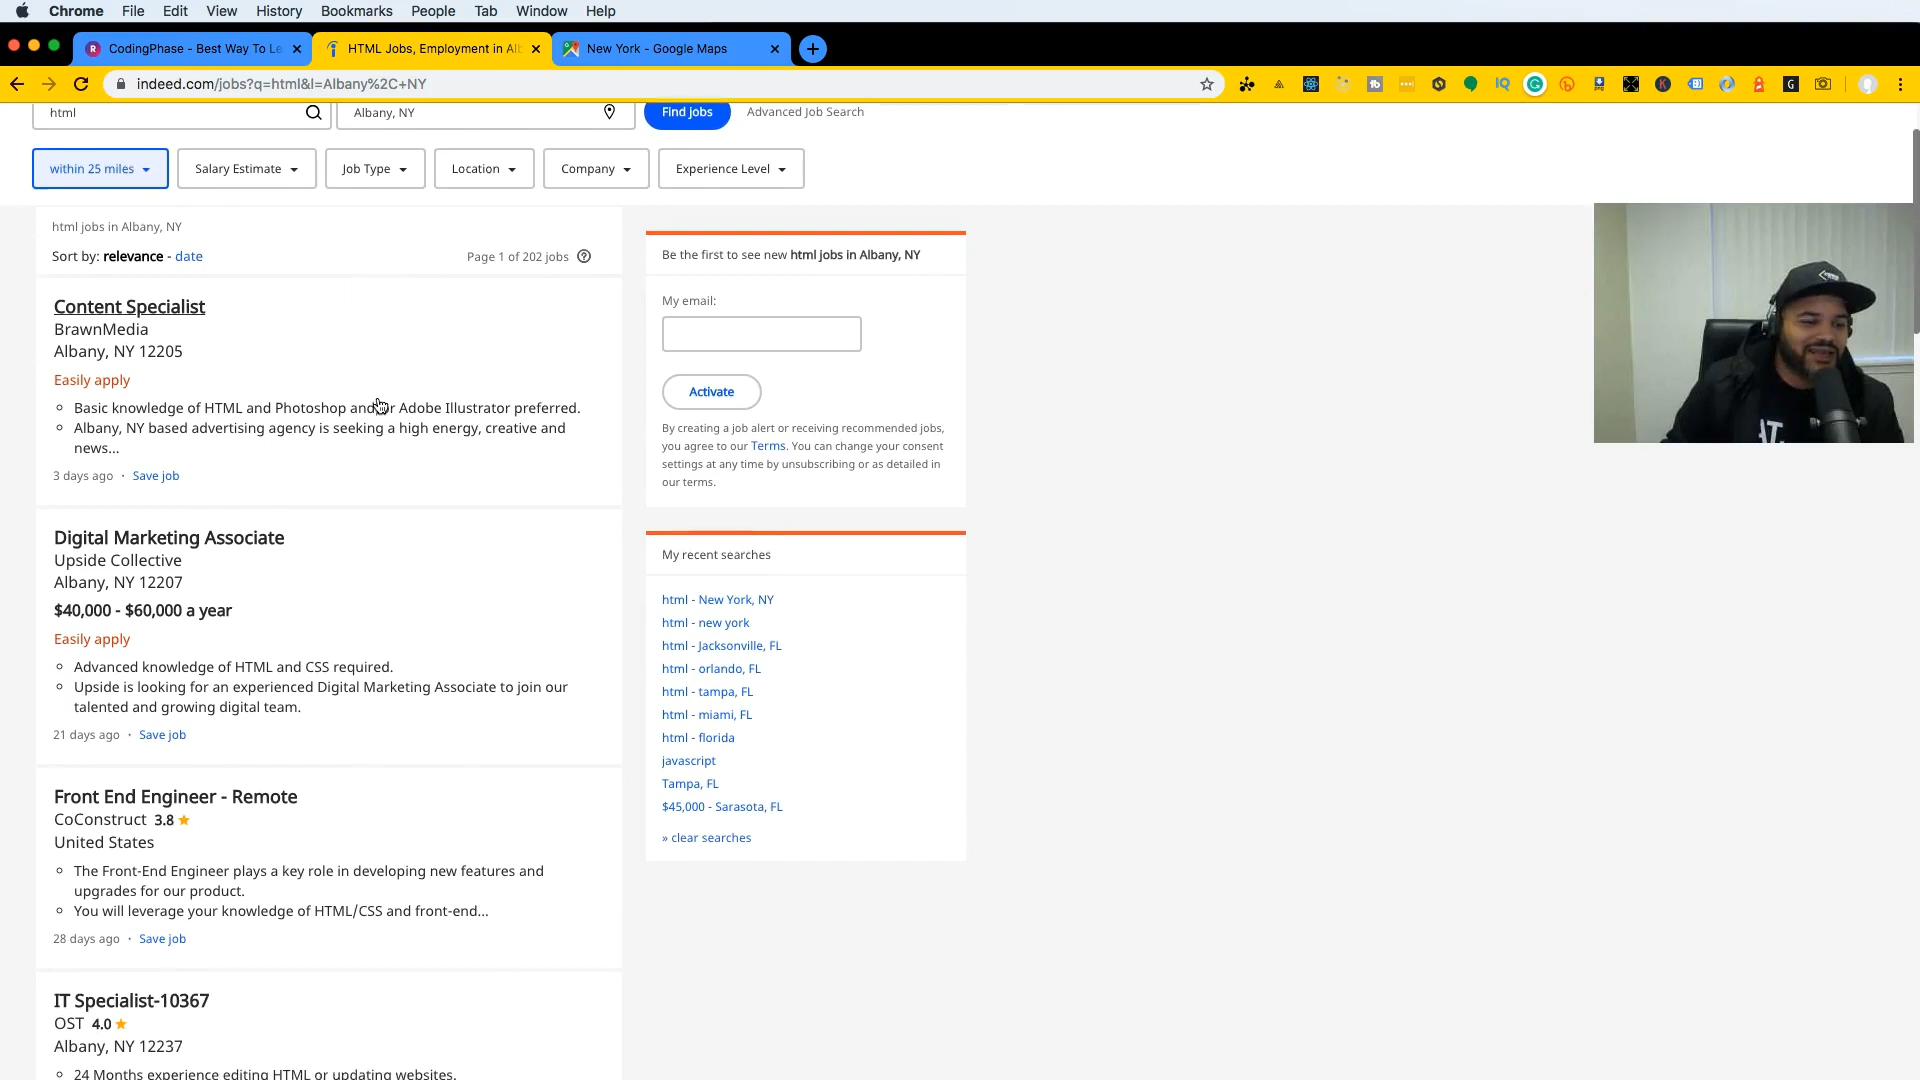 Chrome File Edit View History Bookmarks People Tab Window Help
CodingPhase - Best Way To Le
HTML Jobs, Employment in Alb
New York - Google Maps
indeed.com/jobs?q=html&l=Albany%2C+NY
html
Albany, NY
Find jobs
Advanced Job Search
within 25 miles
Salary Estimate
Job Type
Location
Company
Experience Level
html jobs in Albany, NY
Sort by: relevance - date
Page 1 of 202 jobs
Content Specialist
BrawnMedia
Albany, NY 12205
Easily apply
Basic knowledge of HTML and Photoshop and/or Adobe Illustrator preferred.
Albany, NY based advertising agency is seeking a high energy, creative and
news...
3 days ago · Save job
Digital Marketing Associate
Upside Collective
Albany, NY 12207
$40,000 - $60,000 a year
Easily apply
Advanced knowledge of HTML and CSS required.
Upside is looking for an experienced Digital Marketing Associate to join our
talented and growing digital team.
21 days ago · Save job
Front End Engineer - Remote
CoConstruct 3.8
United States
The Front-End Engineer plays a key role in developing new features and
upgrades for our product.
You will leverage your knowledge of HTML/CSS and front-end...
28 days ago · Save job
IT Specialist-10367
OST 4.0
Albany, NY 12237
24 Months experience editing HTML or updating websites.
Be the first to see new html jobs in Albany, NY
My email:
Activate
By creating a job alert or receiving recommended jobs,
you agree to our Terms. You can change your consent
settings at any time by unsubscribing or as detailed in
our terms.
My recent searches
html - New York, NY
html - new york
html - Jacksonville, FL
html - orlando, FL
html - tampa, FL
html - miami, FL
html - florida
javascript
Tampa, FL
$45,000 - Sarasota, FL
» clear searches